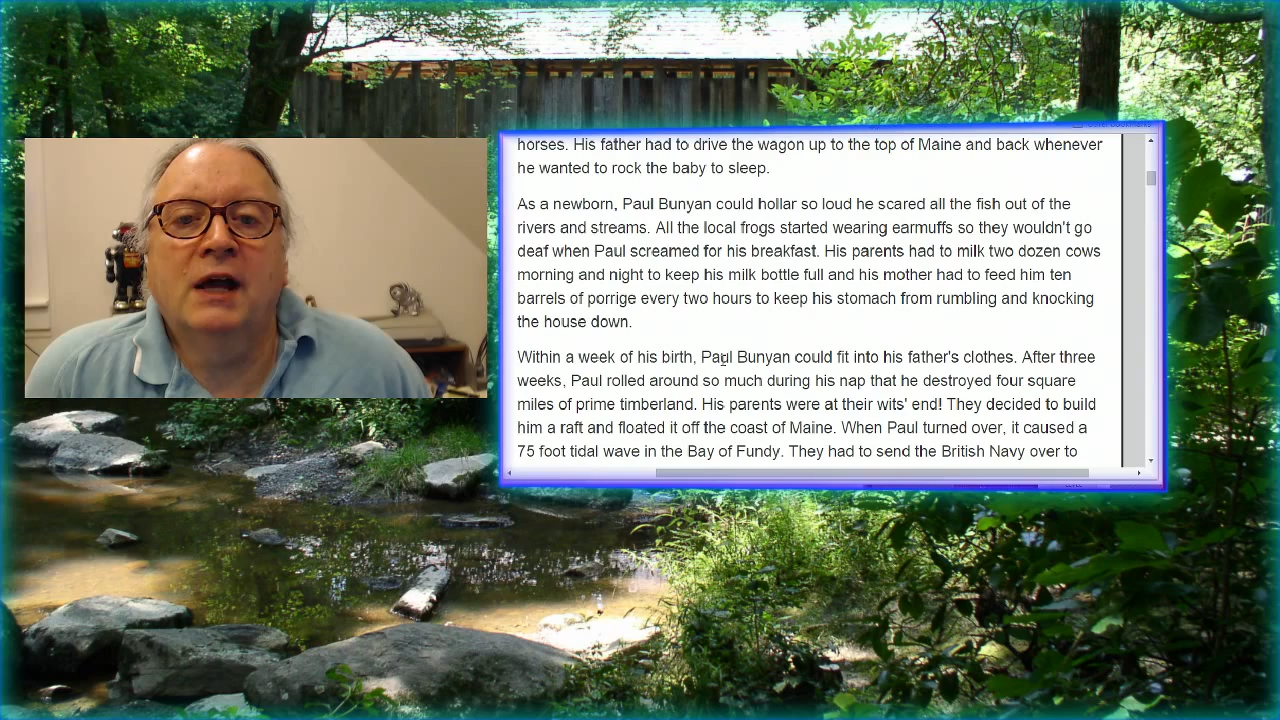 horses. His father had to drive the wagon up to the top of Maine and back whenever
he wanted to rock the baby to sleep.
As a newborn, Paul Bunyan could hollar so loud he scared all the fish out of the
rivers and streams. All the local frogs started wearing earmuffs so they wouldn't go
deaf when Paul screamed for his breakfast. His parents had to milk two dozen cows
morning and night to keep his milk bottle full and his mother had to feed him ten
barrels of porrige every two hours to keep his stomach from rumbling and knocking
the house down.
Within a week of his birth, Paul Bunyan could fit into his father's clothes. After three
weeks, Paul rolled around so much during his nap that he destroyed four square
miles of prime timberland. His parents were at their wits' end! They decided to build
him a raft and floated it off the coast of Maine. When Paul turned over, it caused a
75 foot tidal wave in the Bay of Fundy. They had to send the British Navy over to